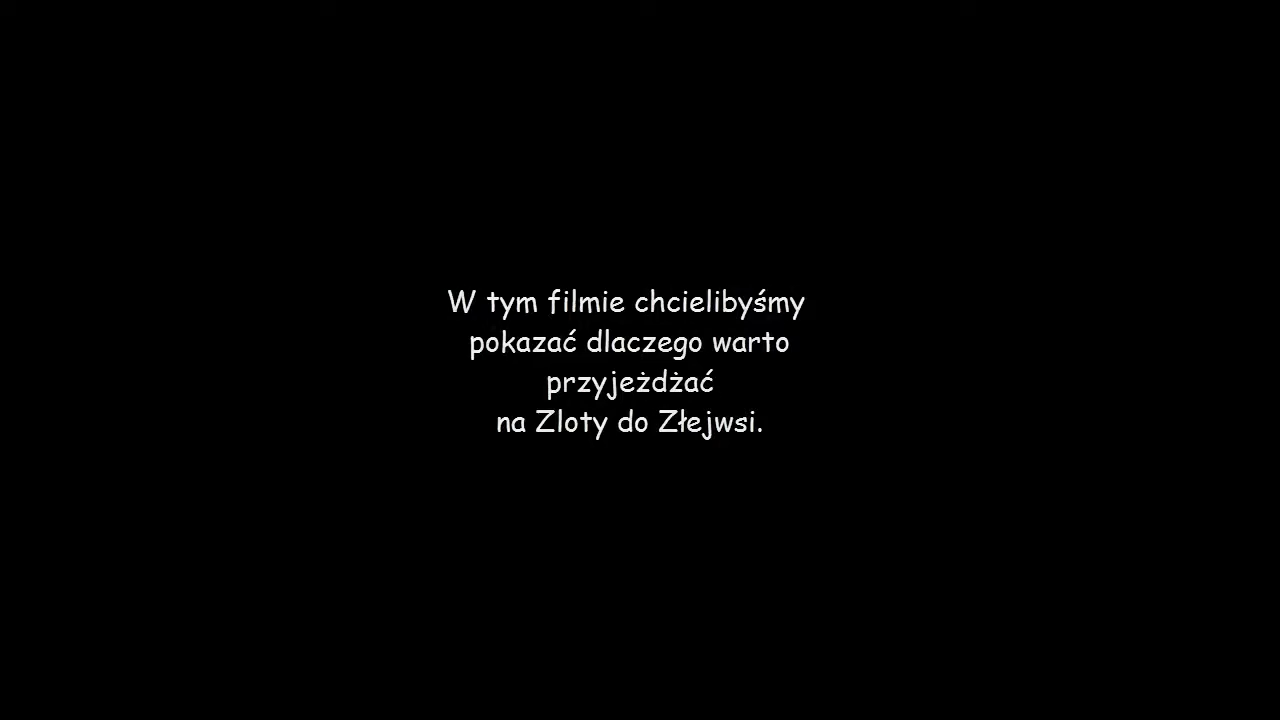 W tym filmie chcielibyśmy
pokazać dlaczego warto
przyjeżdżać
na Zloty do Złejwsi.